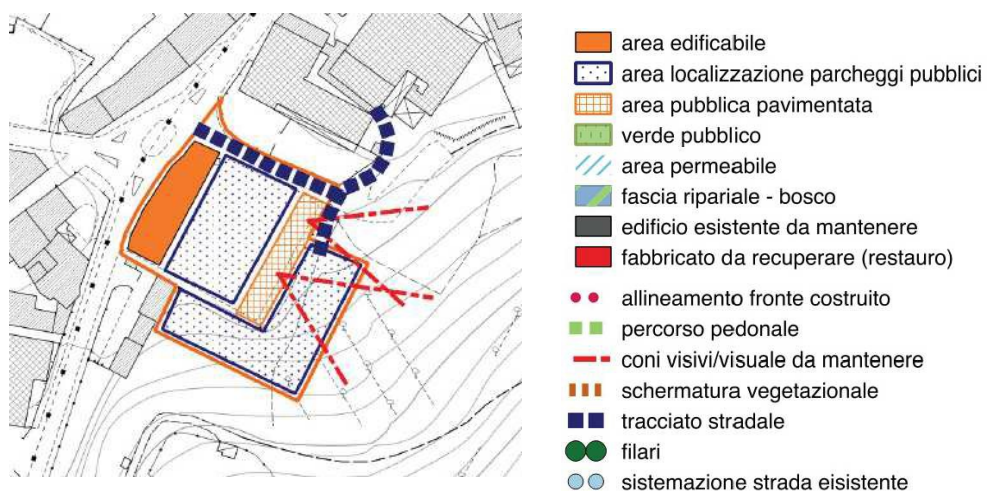 area edificabile
area localizzazione parcheggi pubblici
area pubblica pavimentata
verde pubblico
area permeabile
fascia ripariale - bosco
edificio esistente da mantenere
fabbricato da recuperare (restauro)
allineamento fronte costruito
percorso pedonale
coni visivi/visuale da mantenere
schermatura vegetazionale
tracciato stradale
filari
sistemazione strada eisistente